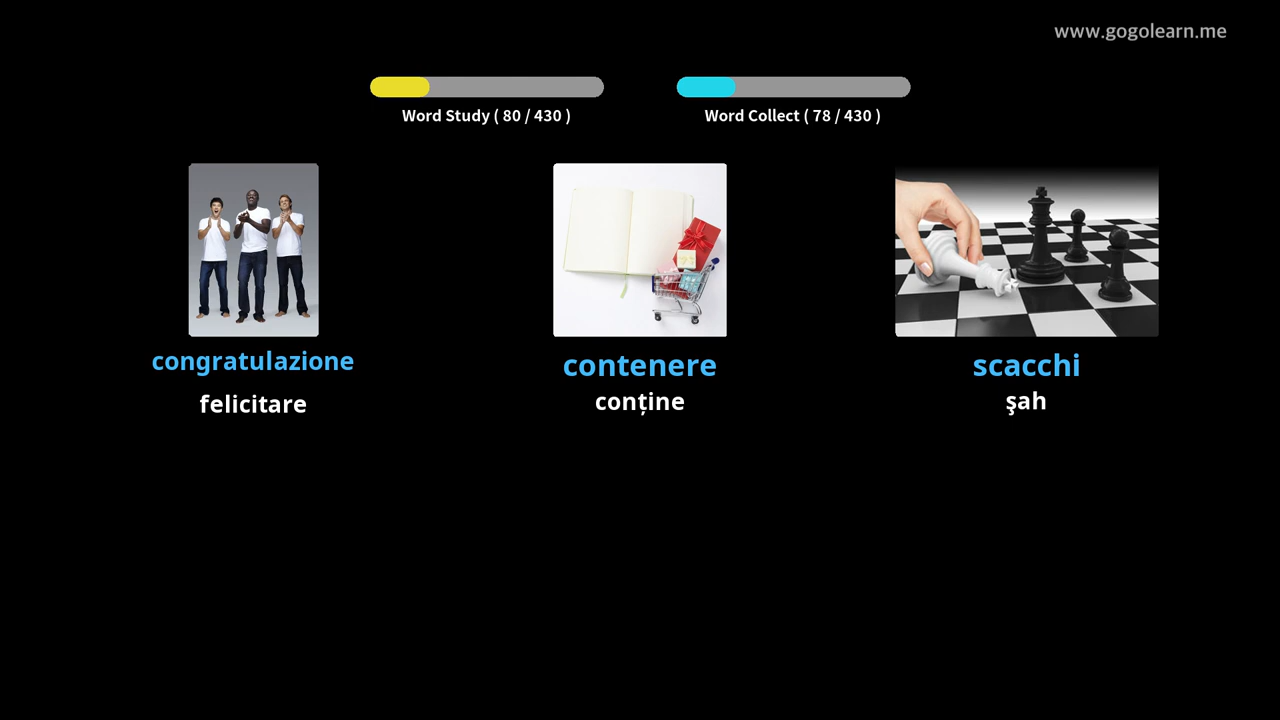 www.gogolearn.me
Word Study ( 80 / 430 )
Word Collect ( 78 / 430 )
congratulazione
contenere
scacchi
felicitare
conține
şah